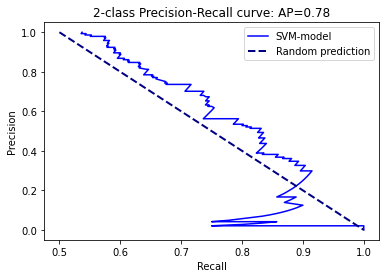 2-class Precision-Recall curve: AP=0.78
SVM-model
Random prediction
Precision
1.0
0.8
0.6
0.4
0.2
0.0
0.5 0.6 0.7 0.8 0.9 1.0
Recall